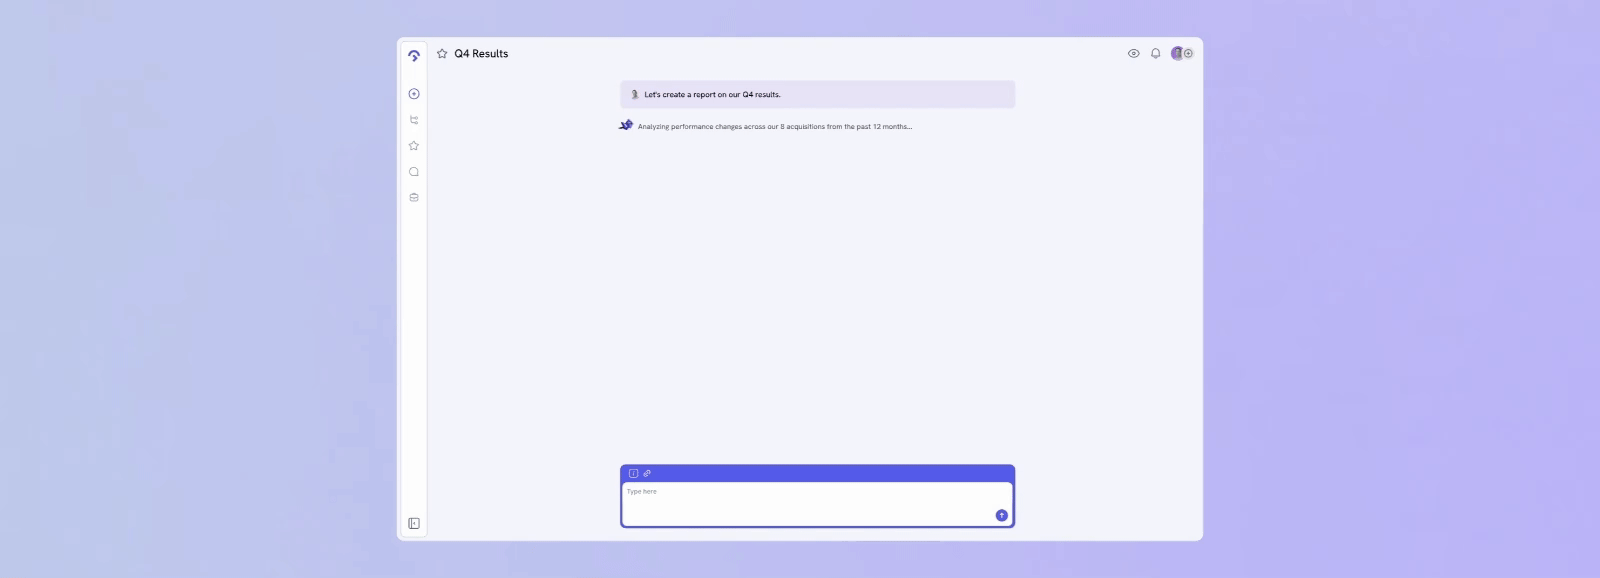 Q4 Results
Let's create a report on our Q4 results.
Analyzing performance changes across our 8 acquisitions from the past 12 months...
Type here